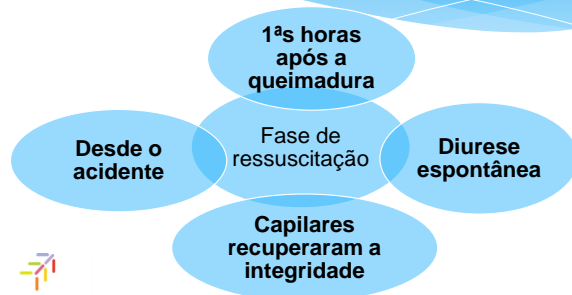 1ªs horas
após a
queimadura
Desde o
acidente
Fase de
ressuscitação
Diurese
espontânea
Capilares
recuperaram a
integridade